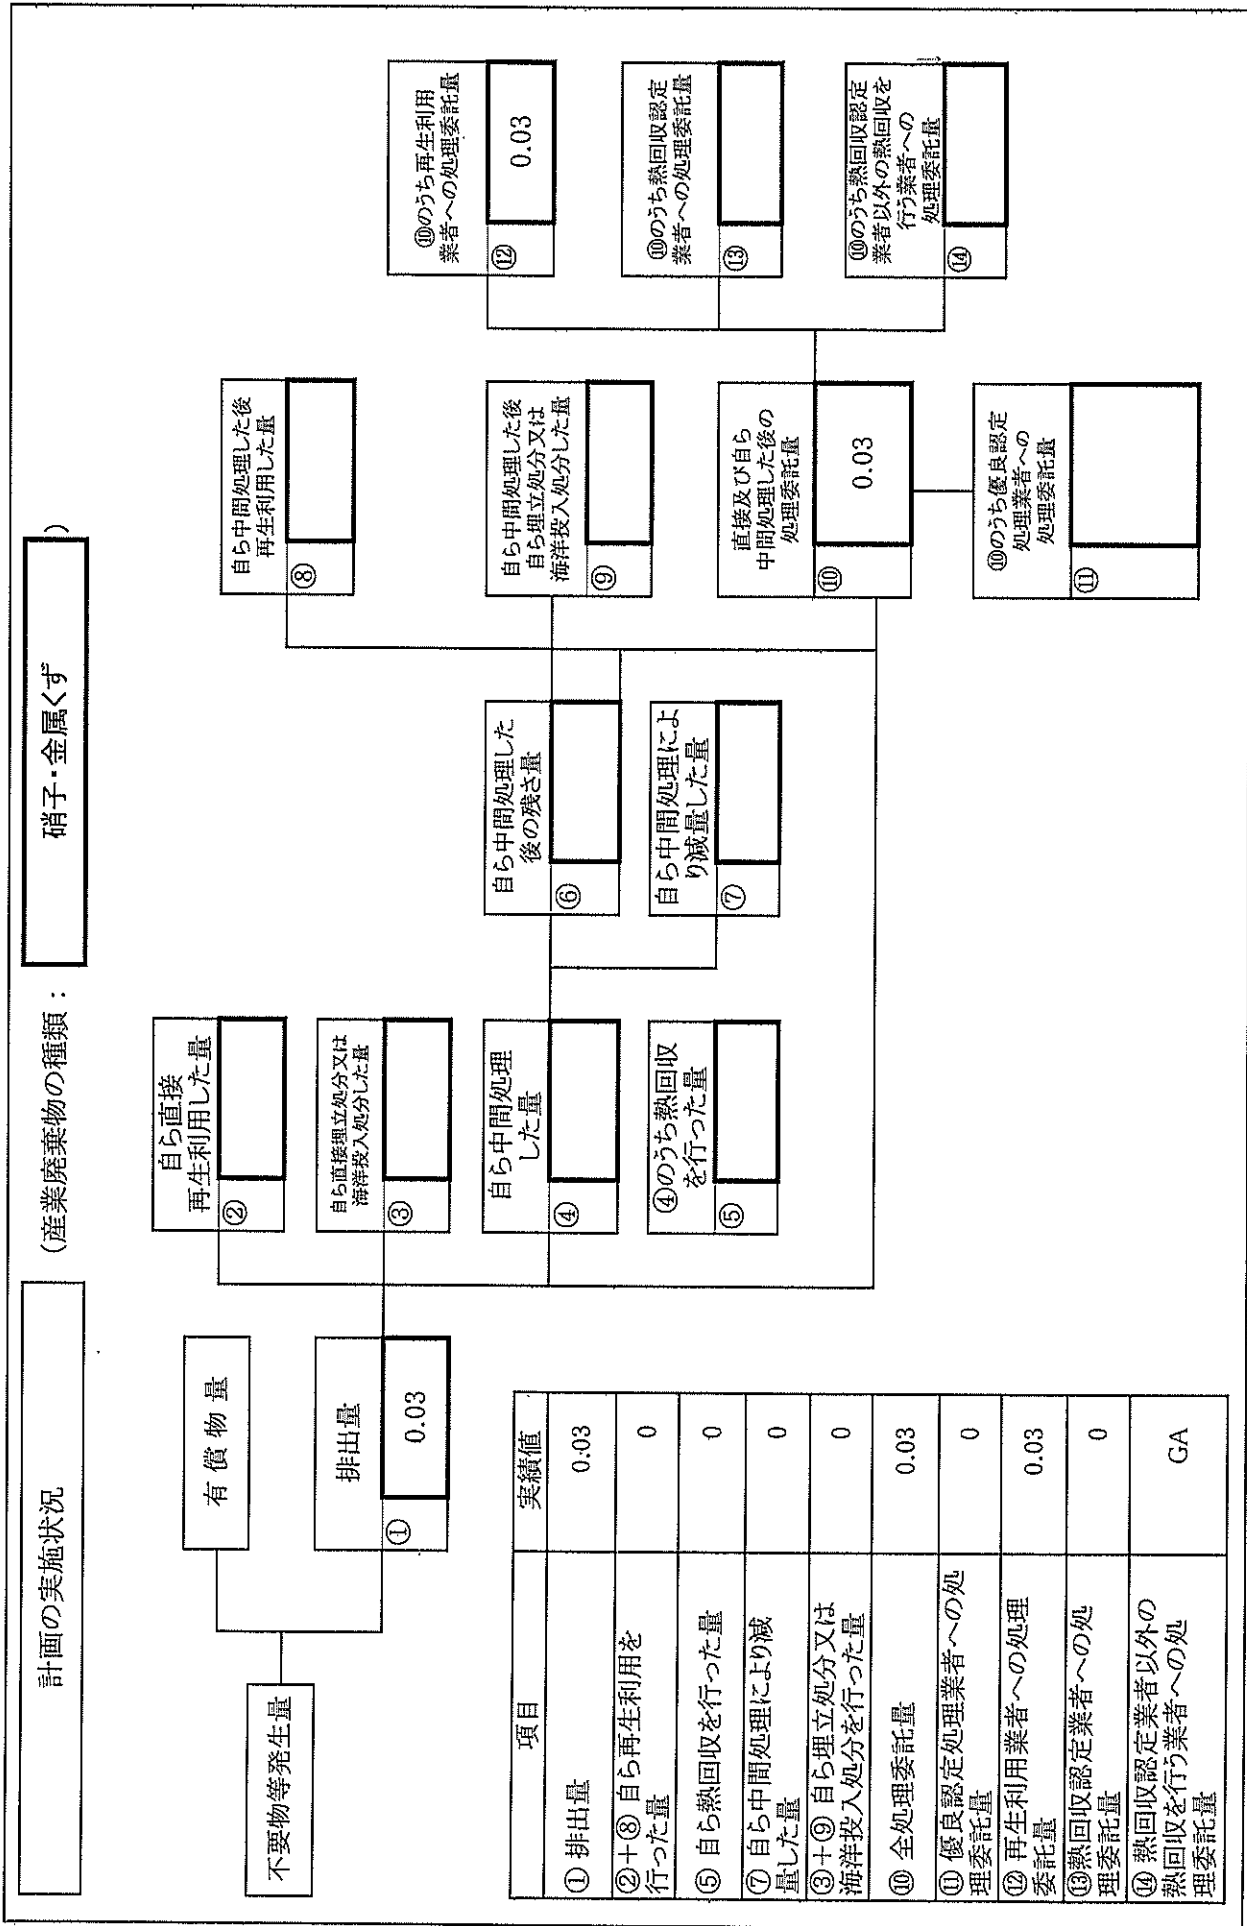 計画の実施状況
(産業廃棄物の種類：
硝子・金属くず
)
不要物等発生量
有 償 物 量
排出量
①
0.03
自ら直接
再生利用した量
②
自ら直接埋立処分又は
海洋投入処分した量
③
自ら中間処理
した量
④
④のうち熱回収
を行った量
⑤
自ら中間処理した
後の残さ量
⑥
自ら中間処理によ
り減量した量
⑦
自ら中間処理した後
再生利用した量
⑧
自ら中間処理した後
自ら埋立処分又は
海洋投入処分した量
⑨
直接及び自ら
中間処理した後の
処理委託量
⑩
0.03
⑩のうち優良認定
処理業者への
処理委託量
⑪
⑩のうち再生利用
業者への処理委託量
⑫
0.03
⑩のうち熱回収認定
業者への処理委託量
⑬
⑩のうち熱回収認定
業者以外の熱回収を
行う業者への
処理委託量
⑭
項目
実績値
① 排出量
0.03
②＋⑧ 自ら再生利用を
行った量
0
⑤ 自ら熱回収を行った量
0
⑦ 自ら中間処理により減
量した量
0
③＋⑨ 自ら埋立処分又は
海洋投入処分を行った量
0
⑩ 全処理委託量
0.03
⑪ 優良認定処理業者への処
理委託量
0
⑫ 再生利用業者への処理
委託量
0.03
⑬熱回収認定業者への処
理委託量
0
⑭ 熱回収認定業者以外の
熱回収を行う業者への処
理委託量
GA